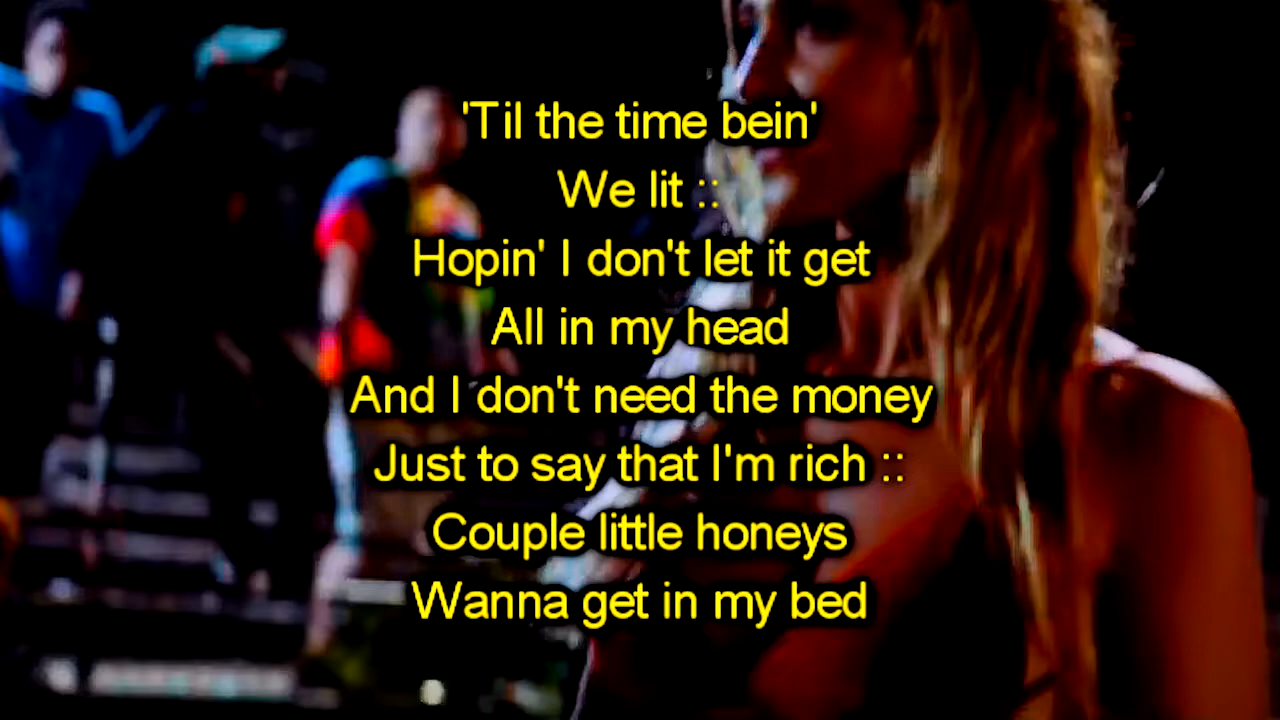 'Til the time bein'
We lit ::
Hopin' I don't let it get
All in my head
And I don't need the money
Just to say that I'm rich ::
Couple little honeys
Wanna get in my bed